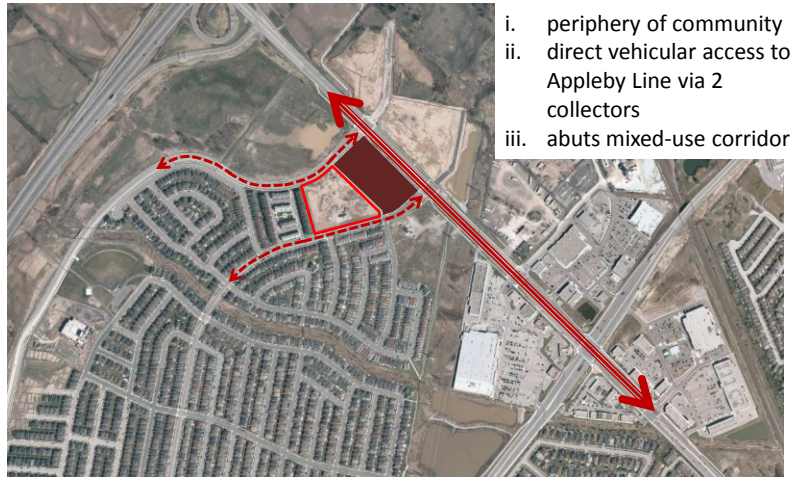 i. periphery of community
ii. direct vehicular access to
Appleby Line via 2
collectors
iii. abuts mixed-use corridor